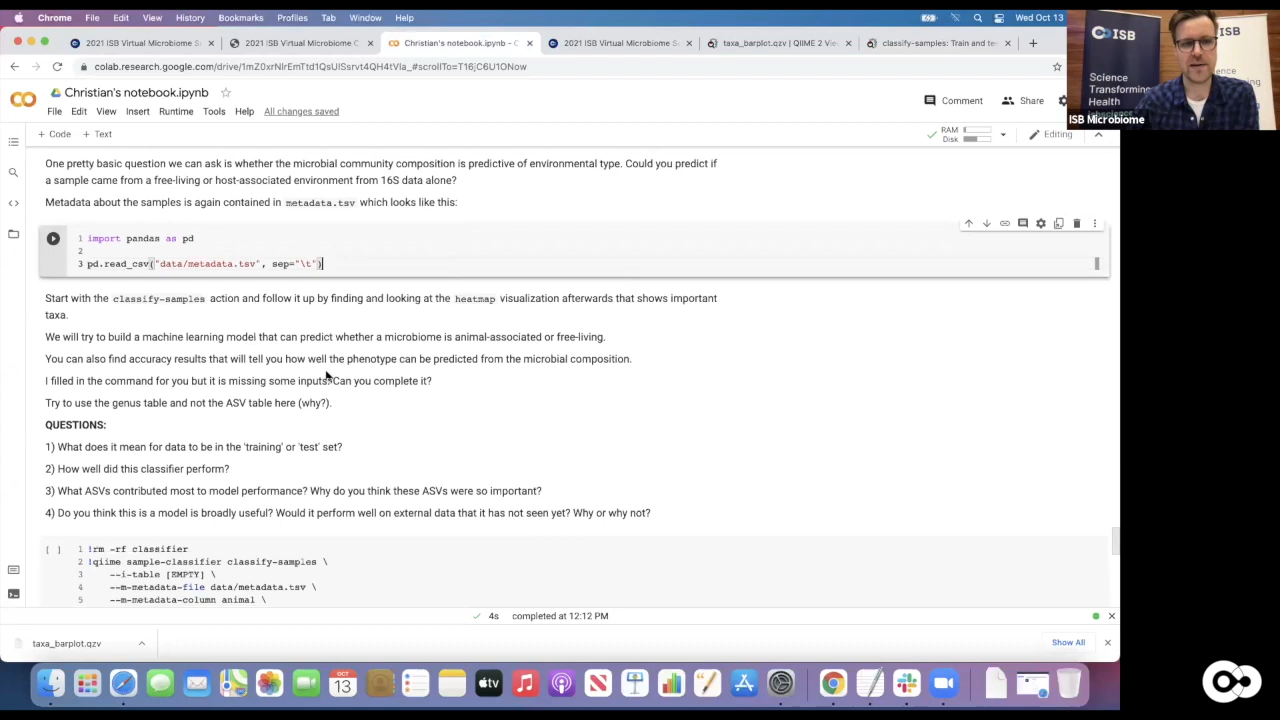 Chrome File Edit View History Bookmarks Profiles Tab Window Help Wed Oct 13
2021 ISB Virtual Microbiome S
2021 ISB Virtual Microbiome C
Christian's notebook.ipynb - C
2021 ISB Virtual Microbiome S
taxa_barplot.qzv | QIIME 2 View
classify-samples: Train and te
Christian's notebook.ipynb
File Edit View Insert Runtime Tools Help All changes saved
Comment
Share
+ Code + Text
RAM
Disk
Editing
One pretty basic question we can ask is whether the microbial community composition is predictive of environmental type. Could you predict if
a sample came from a free-living or host-associated environment from 16S data alone?
Metadata about the samples is again contained in metadata.tsv which looks like this:
1 import pandas as pd
2
3 pd.read_csv("data/metadata.tsv", sep="\t")
Start with the classify-samples action and follow it up by finding and looking at the heatmap visualization afterwards that shows important
taxa.
We will try to build a machine learning model that can predict whether a microbiome is animal-associated or free-living.
You can also find accuracy results that will tell you how well the phenotype can be predicted from the microbial composition.
I filled in the command for you but it is missing some inputs. Can you complete it?
Try to use the genus table and not the ASV table here (why?).
QUESTIONS:
1) What does it mean for data to be in the 'training' or 'test' set?
2) How well did this classifier perform?
3) What ASVs contributed most to model performance? Why do you think these ASVs were so important?
4) Do you think this is a model is broadly useful? Would it perform well on external data that it has not seen yet? Why or why not?
[ ] 1 !rm -rf classifier
2 !qiime sample-classifier classify-samples \
3 --i-table [EMPTY] \
4 --m-metadata-file data/metadata.tsv \
5 --m-metadata-column animal \
4s completed at 12:12 PM
taxa_barplot.qzv
Show All
OCT
13
tv
ISB
ISB
Science
Transforming
Health
ISB Microbiome